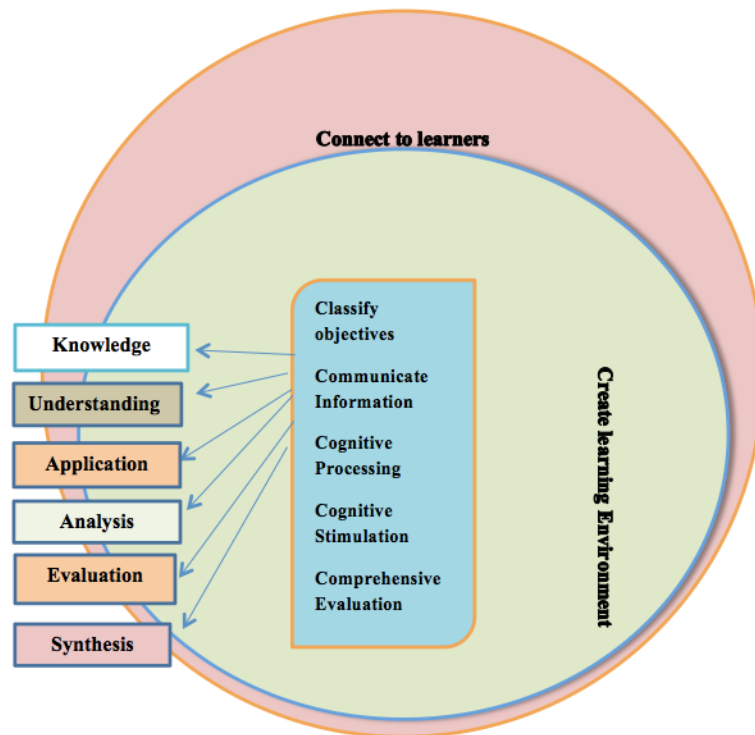 Connect to learners
Create learning Environment
Classify
objectives
Communicate
Information
Cognitive
Processing
Cognitive
Stimulation
Comprehensive
Evaluation
Knowledge
Understanding
Application
Analysis
Evaluation
Synthesis